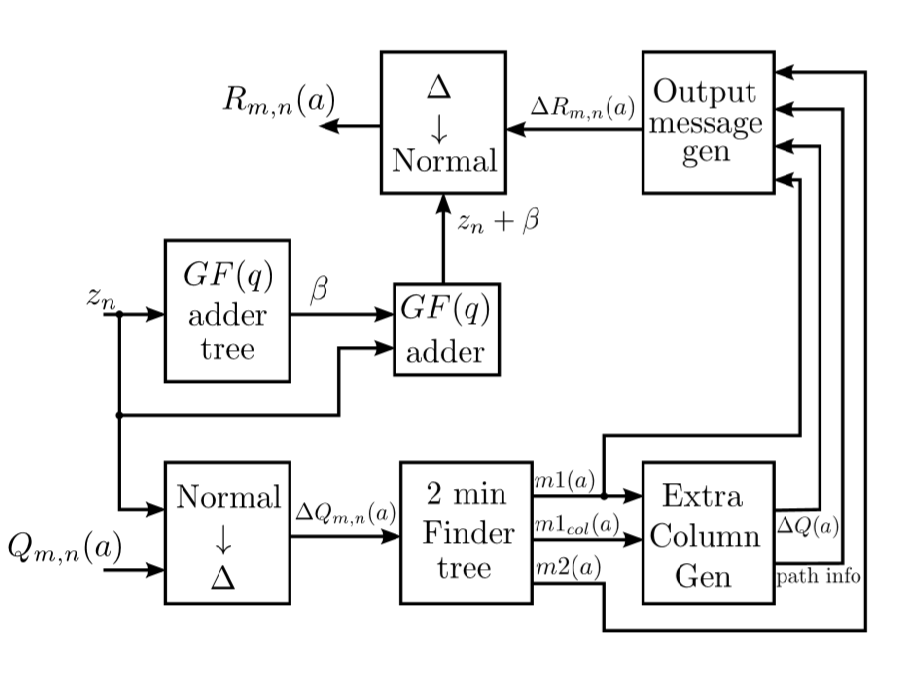 Δ
↓
Normal
Output
message
gen
R_{m,n}(a)
ΔR_{m,n}(a)
z_n + β
GF(q)
adder
tree
z_n
β
GF(q)
adder
Normal
↓
Δ
Q_{m,n}(a)
ΔQ_{m,n}(a)
2 min
Finder
tree
m1(a)
m1_{col}(a)
m2(a)
Extra
Column
Gen
ΔQ(a)
path info